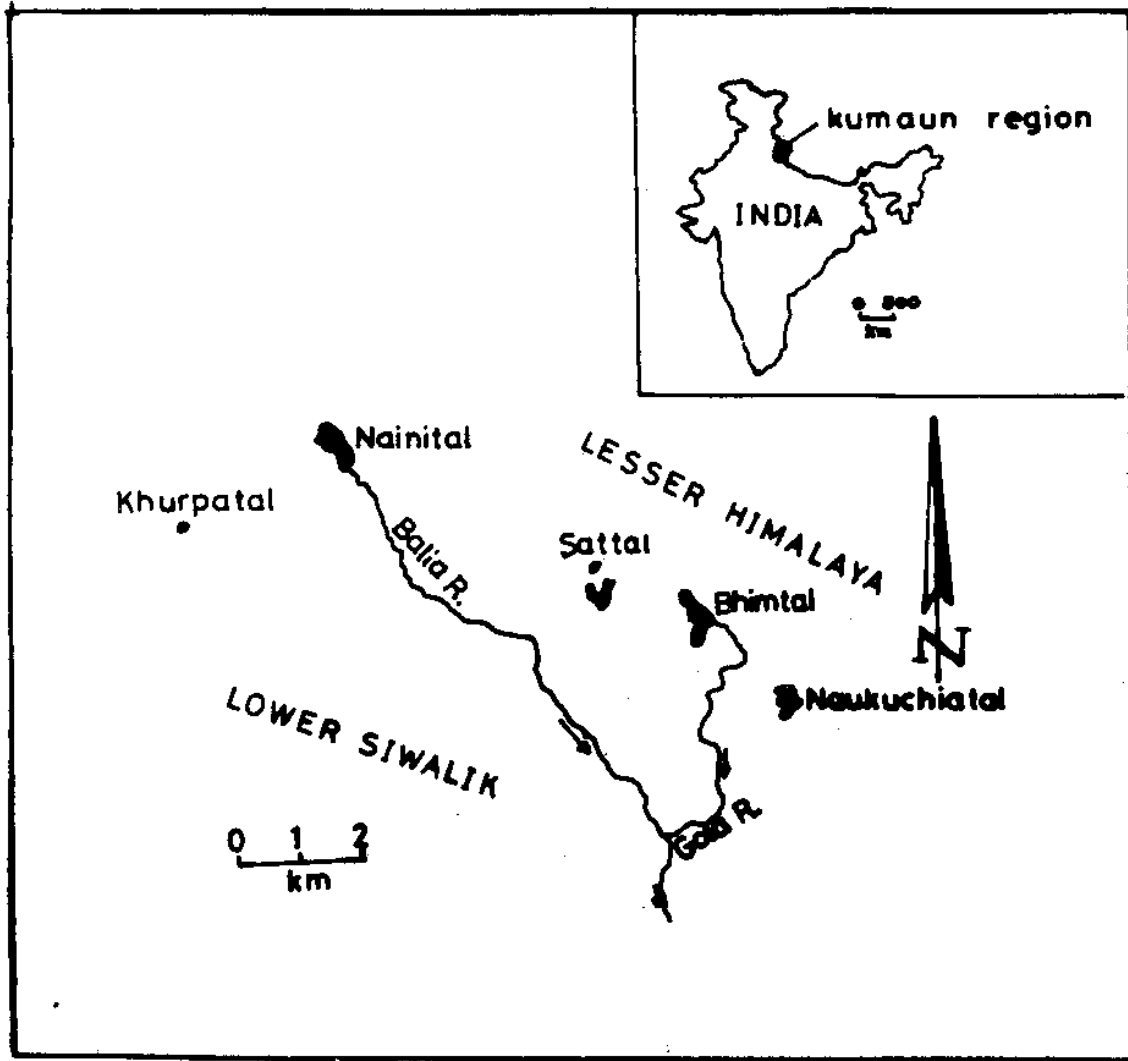 kumaun region
INDIA
km
Nainital
LESSER HIMALAYA
Khurpatal
Balia R.
Sattal
Bhimtal
N
Naukuchiatal
LOWER SIWALIK
0 1 2
km
Gola R.